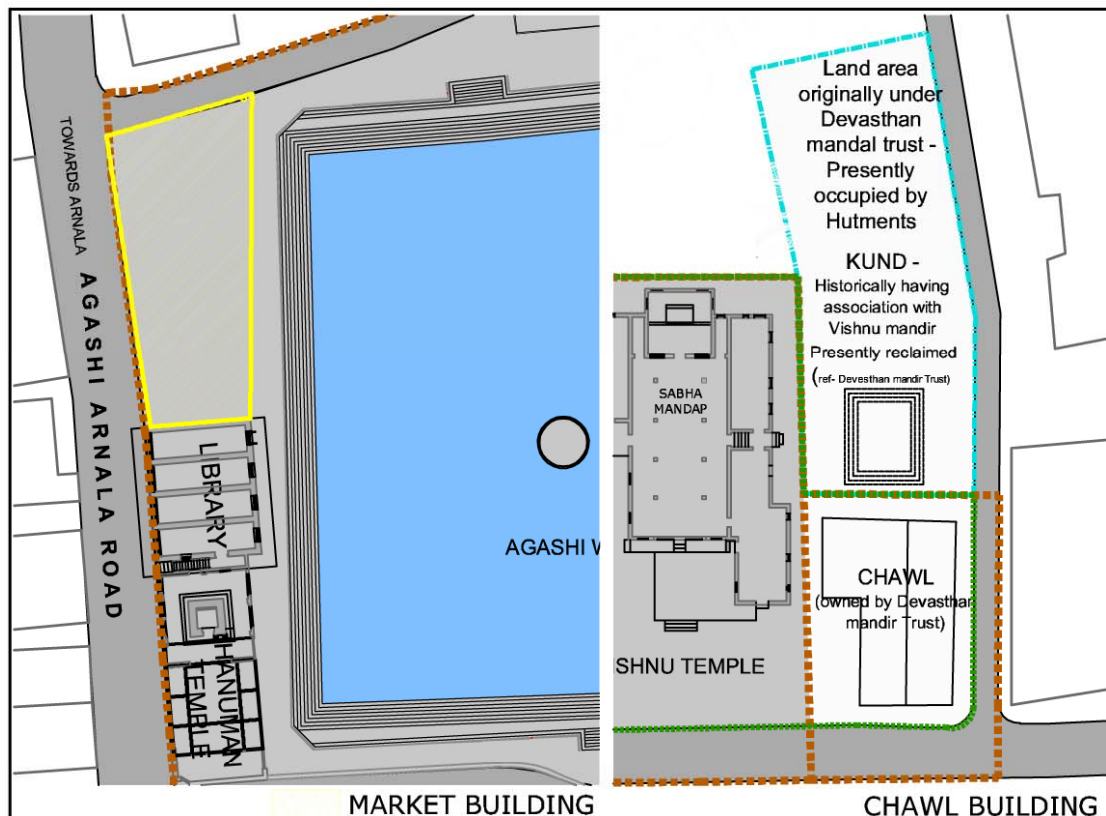 TOWARDS ARNALA
AGASHI ARNALA ROAD
LIBRARY
HANUMAN
TEMPLE
AGASHI W
MARKET BUILDING
Land area
originally under
Devasthan
mandal trust -
Presently
occupied by
Hutments
KUND -
Historically having
association with
Vishnu mandir
Presently reclaimed
(ref- Devesthan mandir Trust)
SABHA
MANDAP
CHAWL
(owned by Devasthan
mandir Trust)
ISHNU TEMPLE
CHAWL BUILDING